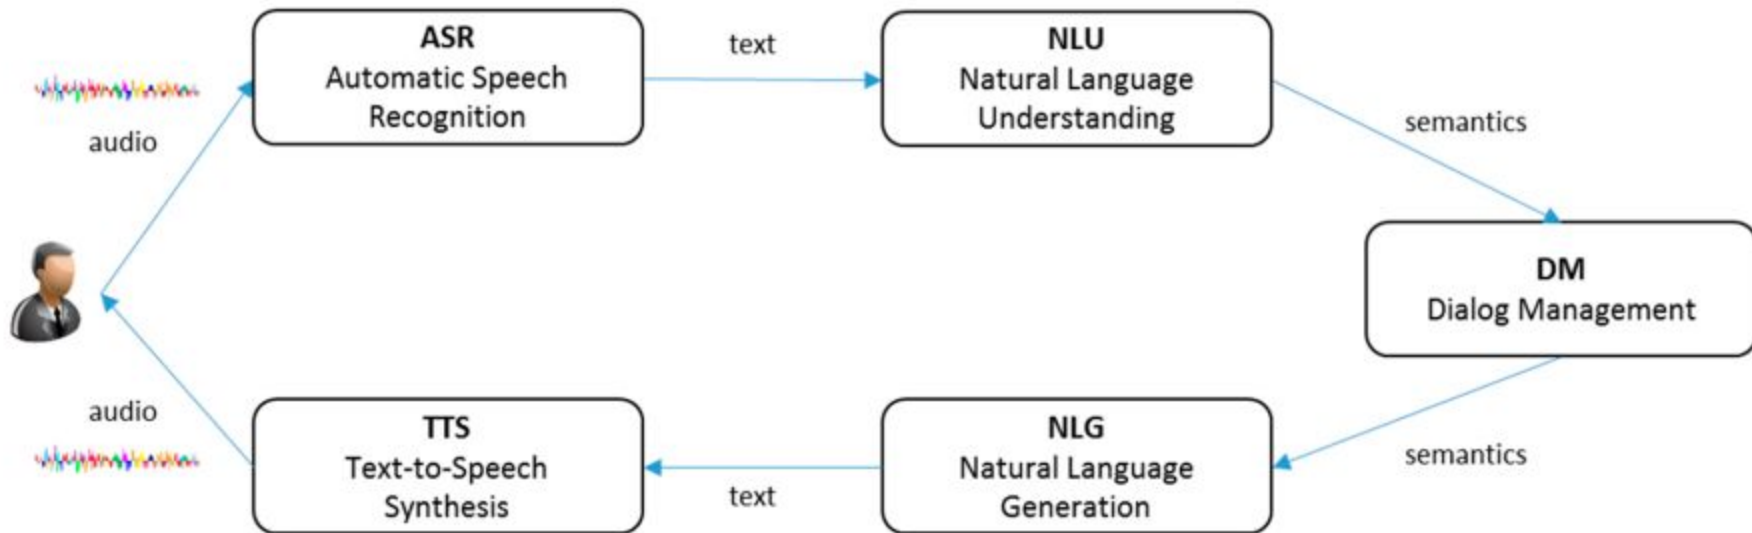 ASR
Automatic Speech
Recognition
text
NLU
Natural Language
Understanding
audio
semantics
DM
Dialog Management
audio
TTS
Text-to-Speech
Synthesis
text
NLG
Natural Language
Generation
semantics